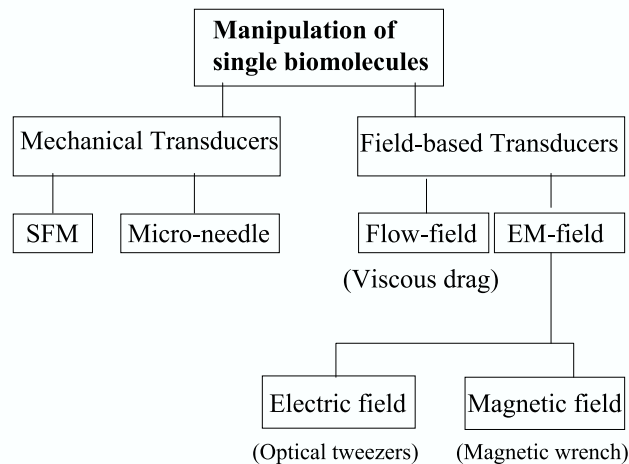 Manipulation of
single biomolecules
Mechanical Transducers
Field-based Transducers
SFM
Micro-needle
Flow-field
EM-field
(Viscous drag)
Electric field
Magnetic field
(Optical tweezers)
(Magnetic wrench)